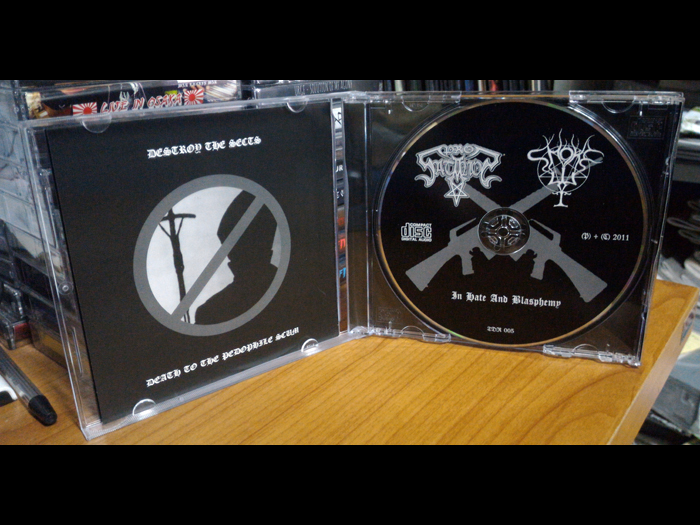 LIVE IN OSAKA
DESTROY THE SECTS
DEATH TO THE PEDOPHILE SCUM
COMPACT
disc
DIGITAL AUDIO
(P) + (C) 2011
In Hate And Blasphemy